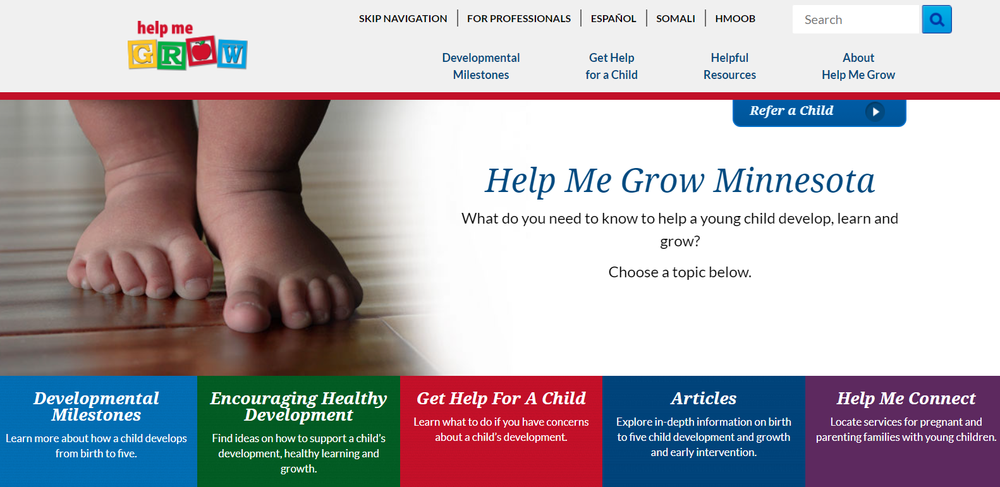 help me
GROW
SKIP NAVIGATION
FOR PROFESSIONALS
ESPAÑOL
SOMALI
HMOOB
Search
Developmental
Milestones
Get Help
for a Child
Helpful
Resources
About
Help Me Grow
Refer a Child
Help Me Grow Minnesota
What do you need to know to help a young child develop, learn and
grow?
Choose a topic below.
Developmental
Milestones
Learn more about how a child develops
from birth to five.
Encouraging Healthy
Development
Find ideas on how to support a child’s
development, healthy learning and
growth.
Get Help For A Child
Learn what to do if you have concerns
about a child’s development.
Articles
Explore in-depth information on birth
to five child development and growth
and early intervention.
Help Me Connect
Locate services for pregnant and
parenting families with young children.